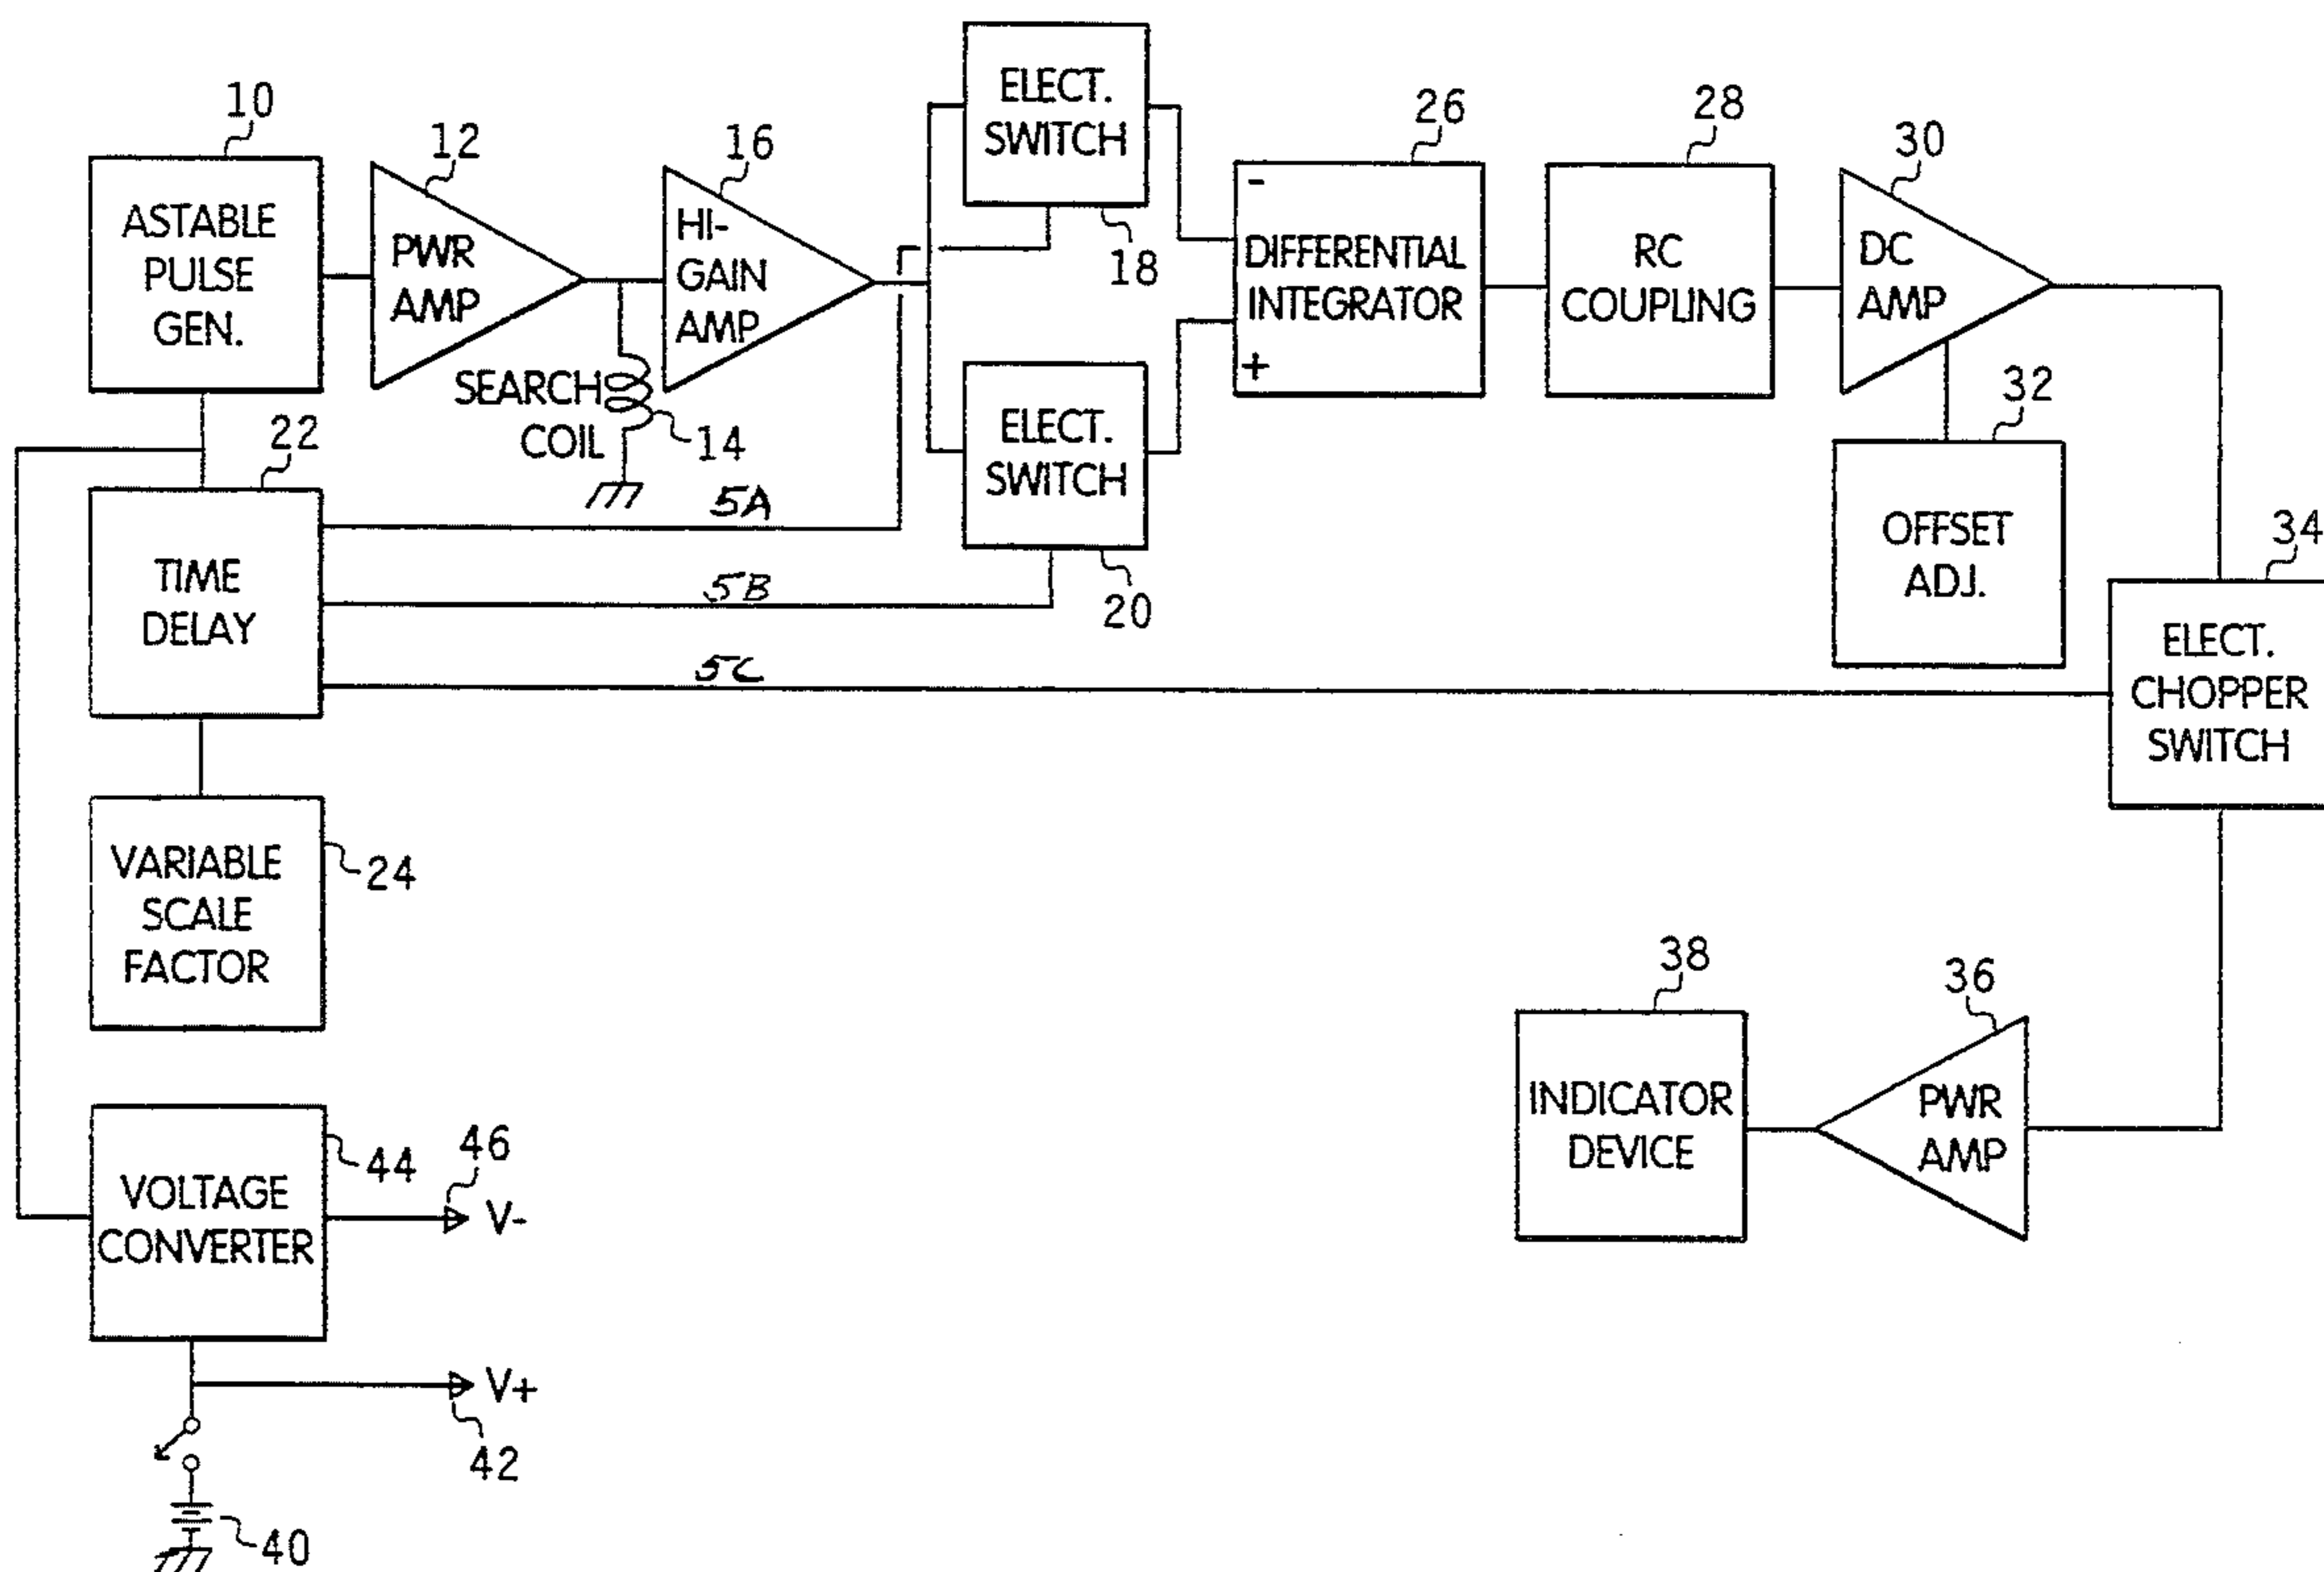 10
ASTABLE
PULSE
GEN.
12
PWR
AMP
SEARCH
COIL
14
16
HI-
GAIN
AMP
ELECT.
SWITCH
18
ELECT.
SWITCH
20
26
-
DIFFERENTIAL
INTEGRATOR
+
28
RC
COUPLING
30
DC
AMP
32
OFFSET
ADJ.
34
ELECT.
CHOPPER
SWITCH
22
TIME
DELAY
5A
5B
5C
VARIABLE
SCALE
FACTOR
24
38
INDICATOR
DEVICE
36
PWR
AMP
VOLTAGE
CONVERTER
44
46
V-
V+
42
40